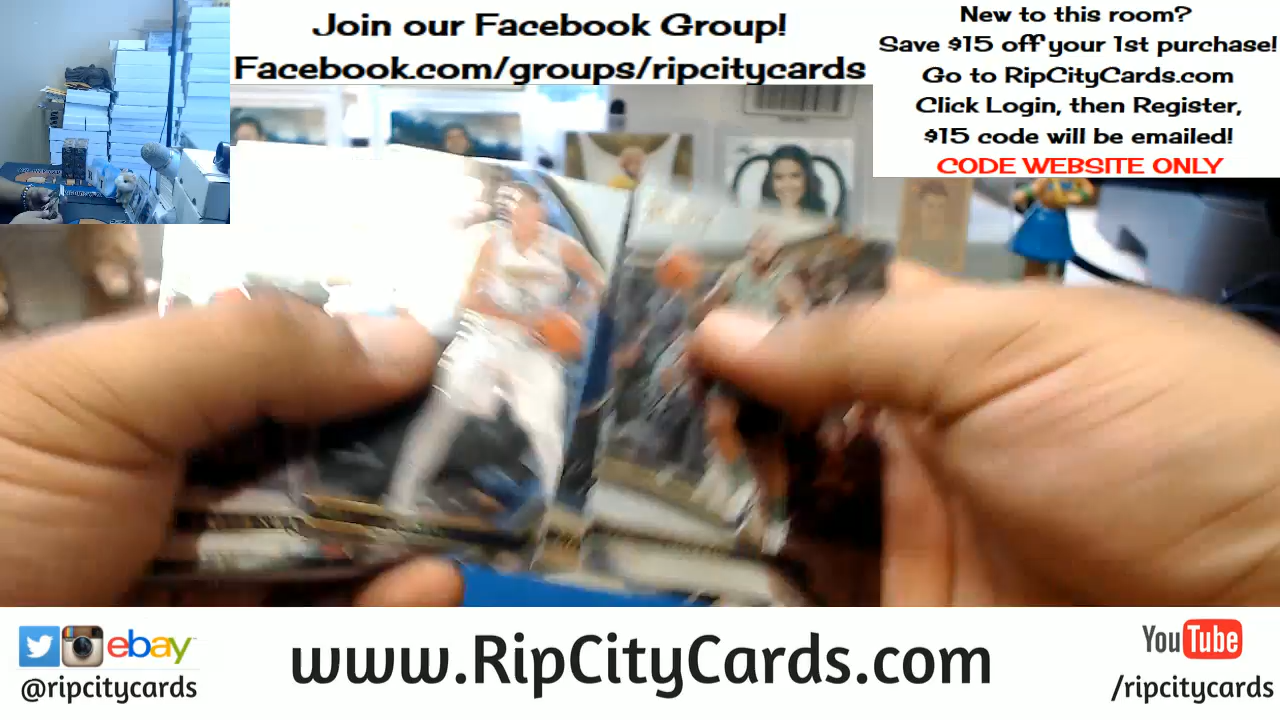 Join our Facebook Group!
Facebook.com/groups/ripcitycards
New to this room?
Save $15 off your 1st purchase!
Go to RipCityCards.com
Click Login, then Register,
$15 code will be emailed!
CODE WEBSITE ONLY
ebay
@ripcitycards
www.RipCityCards.com
YouTube
/ripcitycards